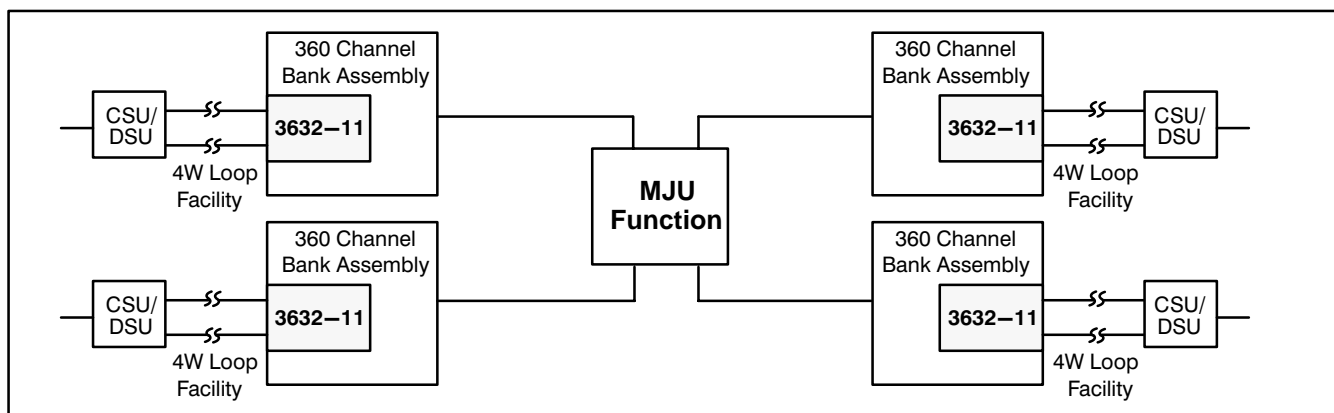 360 Channel
Bank Assembly
CSU/
DSU
3632–11
4W Loop
Facility
360 Channel
Bank Assembly
3632–11
CSU/
DSU
4W Loop
Facility
MJU
Function
360 Channel
Bank Assembly
CSU/
DSU
3632–11
4W Loop
Facility
360 Channel
Bank Assembly
3632–11
CSU/
DSU
4W Loop
Facility